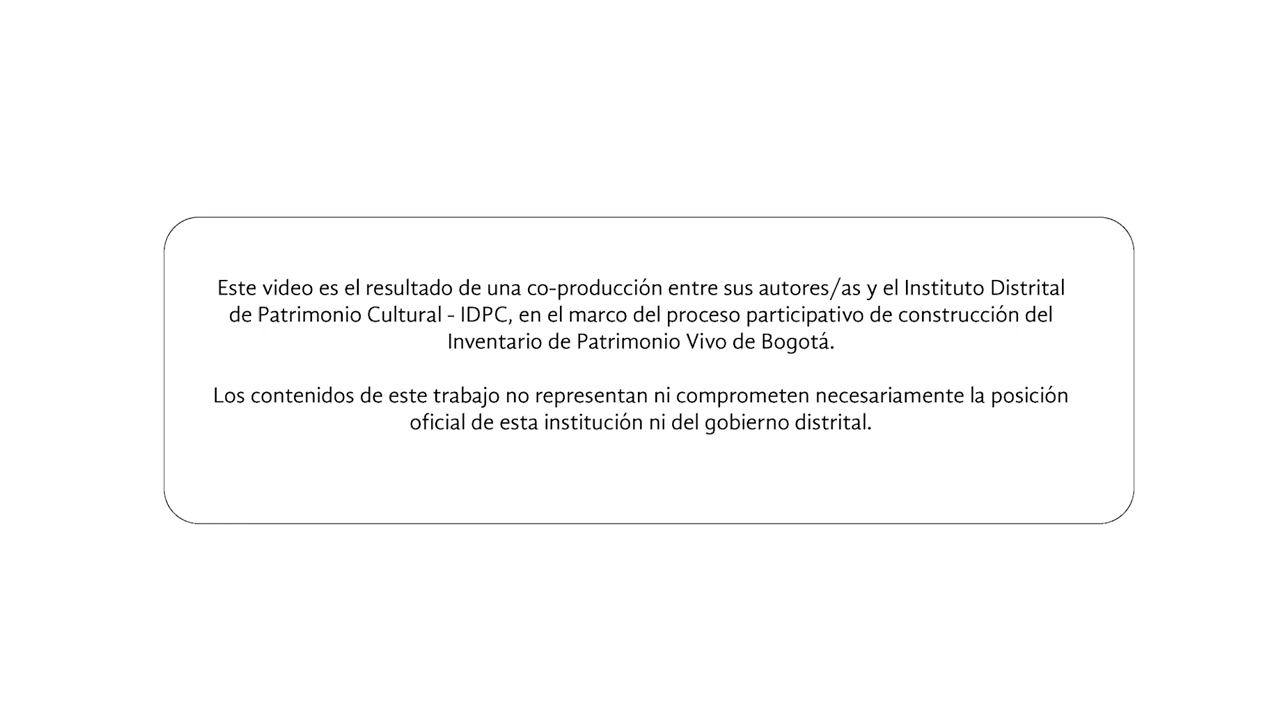 Este video es el resultado de una co-producción entre sus autores/as y el Instituto Distrital
de Patrimonio Cultural - IDPC, en el marco del proceso participativo de construcción del
Inventario de Patrimonio Vivo de Bogotá.
Los contenidos de este trabajo no representan ni comprometen necesariamente la posición
oficial de esta institución ni del gobierno distrital.